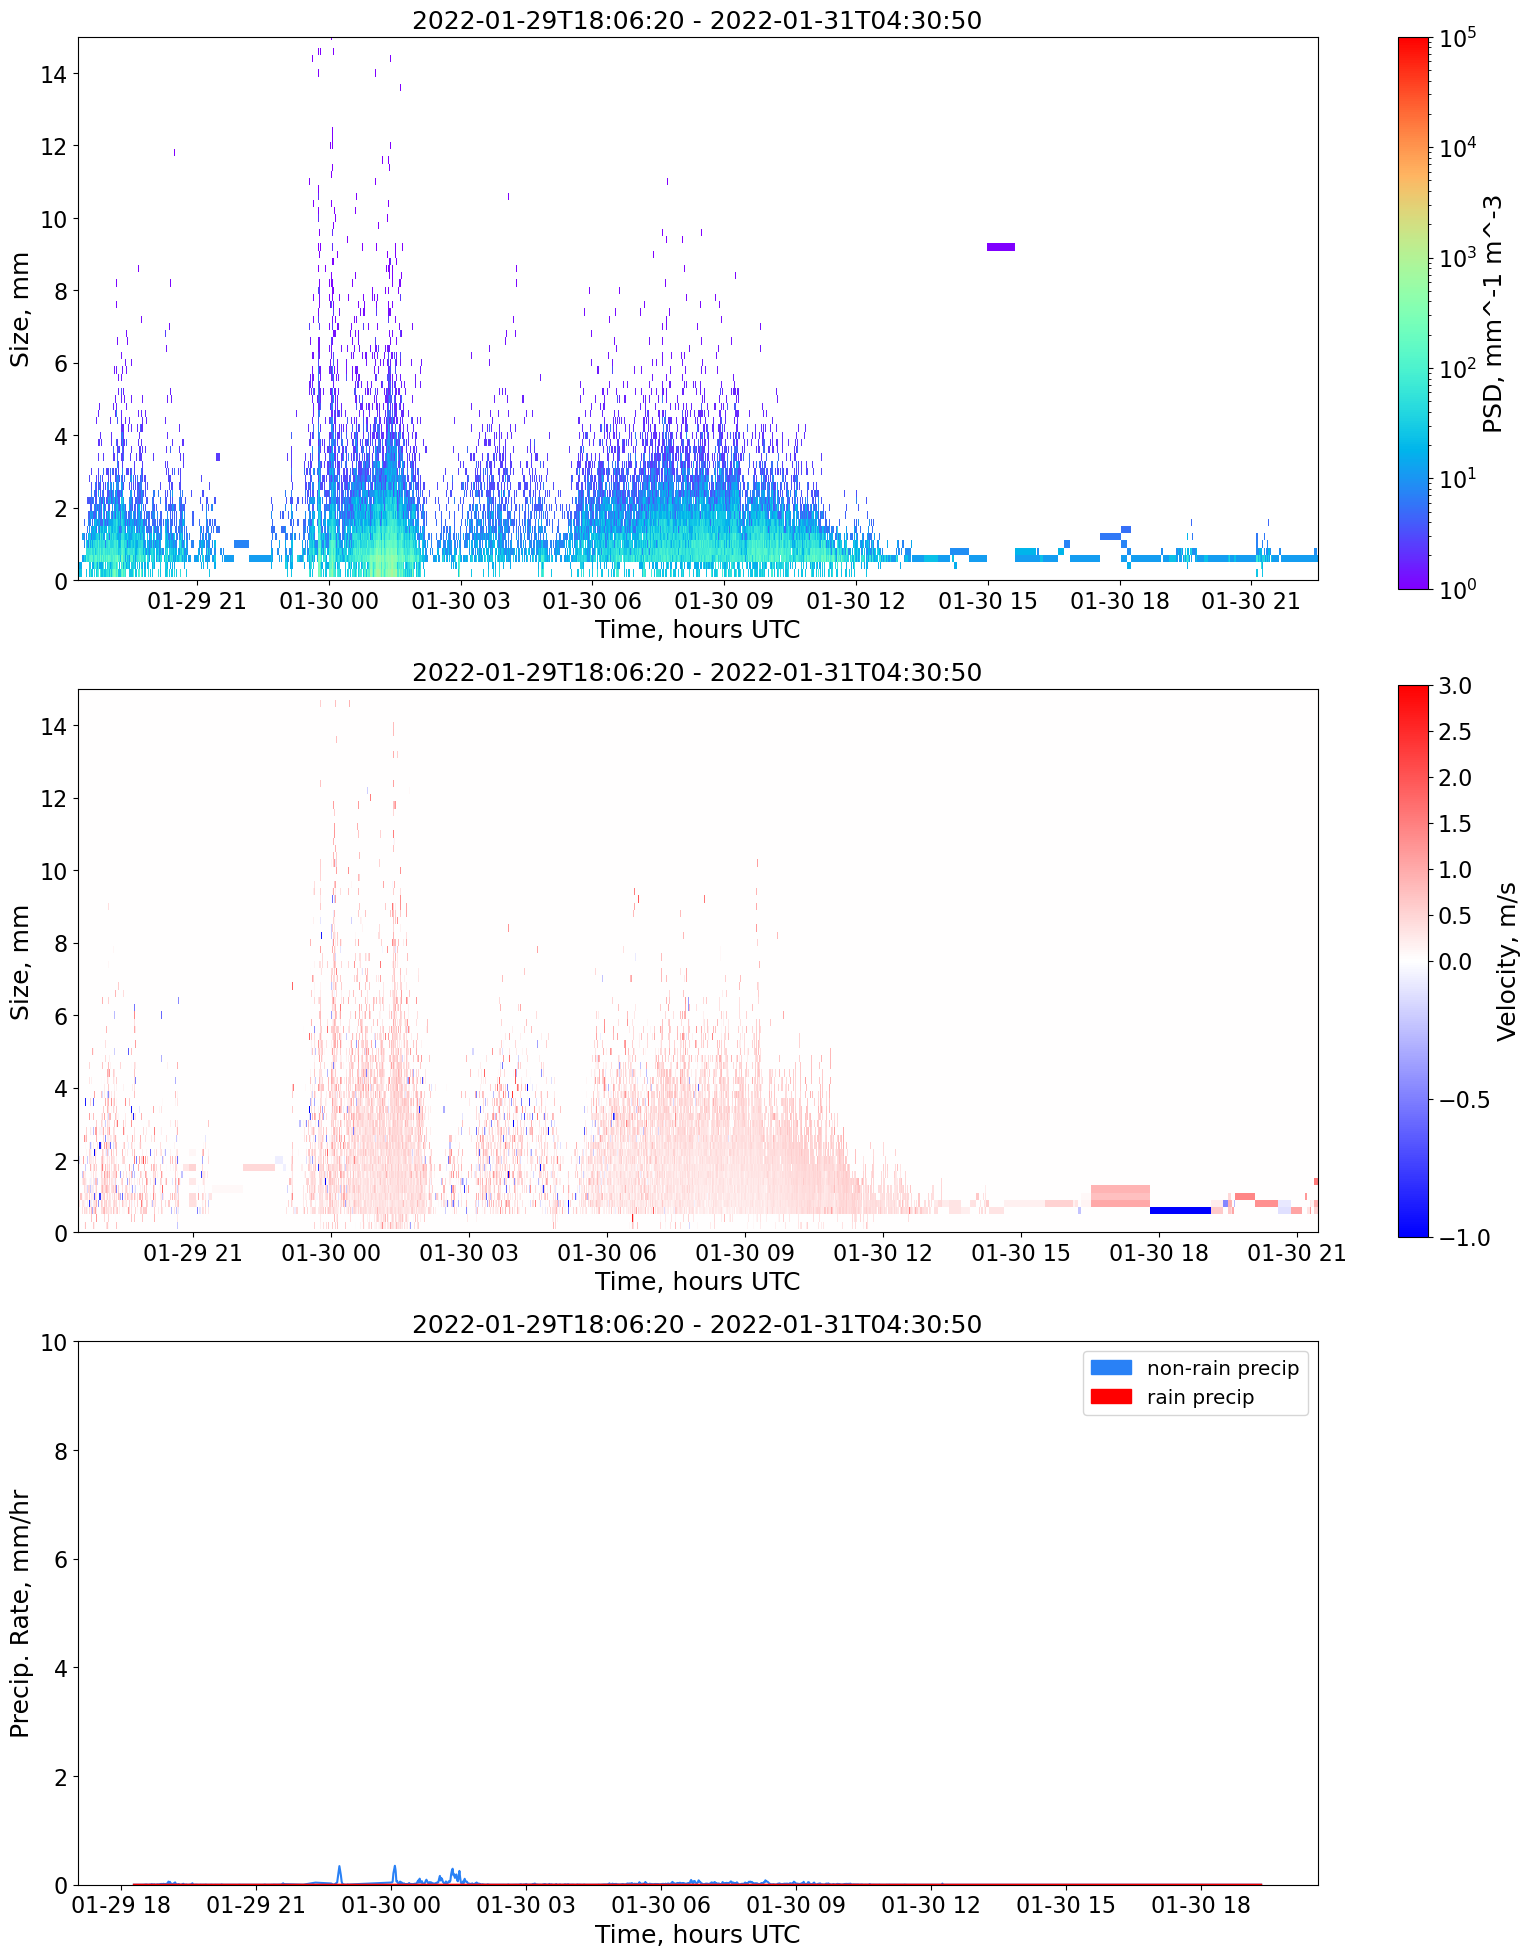 2022-01-29T18:06:20 - 2022-01-31T04:30:50
14
12
10
8
6
4
2
0
Size, mm
01-29 21 01-30 00 01-30 03 01-30 06 01-30 09 01-30 12 01-30 15 01-30 18 01-30 21
Time, hours UTC
10^5
10^4
10^3
10^2
10^1
10^0
PSD, mm^-1 m^-3
2022-01-29T18:06:20 - 2022-01-31T04:30:50
14
12
10
8
6
4
2
0
Size, mm
01-29 21 01-30 00 01-30 03 01-30 06 01-30 09 01-30 12 01-30 15 01-30 18 01-30 21
Time, hours UTC
3.0
2.5
2.0
1.5
1.0
0.5
0.0
−0.5
−1.0
Velocity, m/s
2022-01-29T18:06:20 - 2022-01-31T04:30:50
10
8
6
4
2
0
Precip. Rate, mm/hr
non-rain precip
rain precip
01-29 18 01-29 21 01-30 00 01-30 03 01-30 06 01-30 09 01-30 12 01-30 15 01-30 18
Time, hours UTC